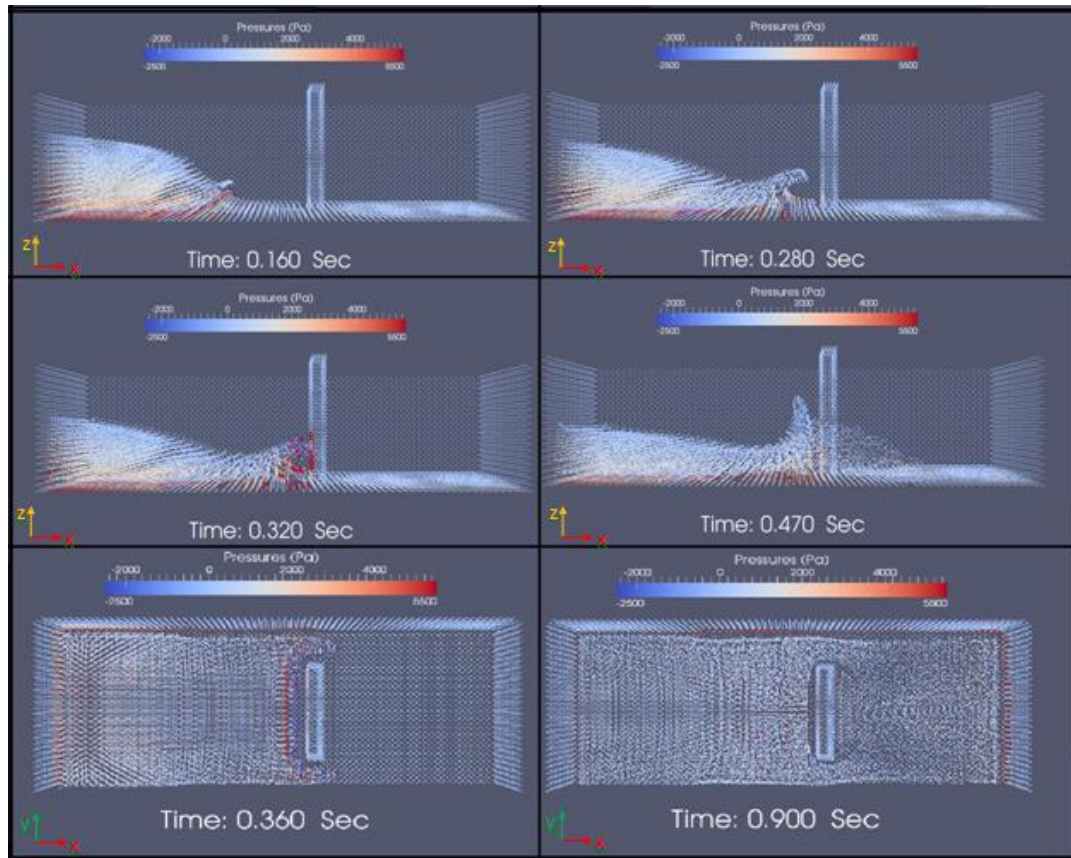 Pressures (Pa)
-2000 0 2000 4000
-2500 5500
Z X
Time: 0.160 Sec
Pressures (Pa)
-2000 0 2000 4000
-2500 5500
Z X
Time: 0.280 Sec
Pressures (Pa)
-2000 0 2000 4000
-2500 5500
Z X
Time: 0.320 Sec
Pressures (Pa)
-2000 0 2000 4000
-2500 5500
Z X
Time: 0.470 Sec
Pressures (Pa)
-2000 0 2000 4000
-2500 5500
Y X
Time: 0.360 Sec
Pressures (Pa)
-2000 0 2000 4000
-2500 5500
Y X
Time: 0.900 Sec